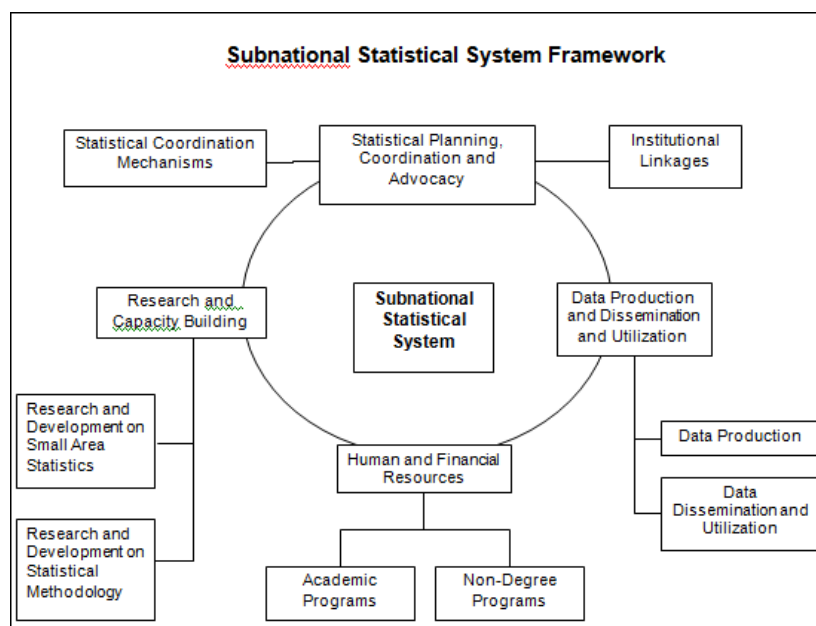 Subnational Statistical System Framework
Statistical Coordination
Mechanisms
Statistical Planning,
Coordination and
Advocacy
Institutional
Linkages
Research and
Capacity Building
Subnational
Statistical
System
Data Production
and Dissemination
and Utilization
Research and
Development on
Small Area
Statistics
Human and Financial
Resources
Data Production
Data
Dissemination and
Utilization
Research and
Development on
Statistical
Methodology
Academic
Programs
Non-Degree
Programs